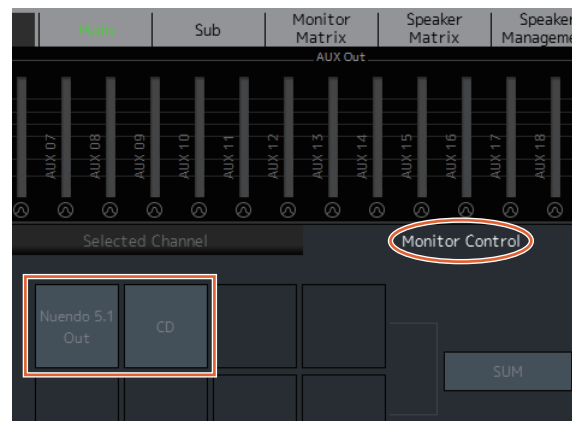 Main
Sub
Monitor
Matrix
Speaker
Matrix
Speaker
Manageme
AUX Out
AUX 07
AUX 08
AUX 09
AUX 10
AUX 11
AUX 12
AUX 13
AUX 14
AUX 15
AUX 16
AUX 17
AUX 18
Selected Channel
Monitor Control
Nuendo 5.1
Out
CD
SUM